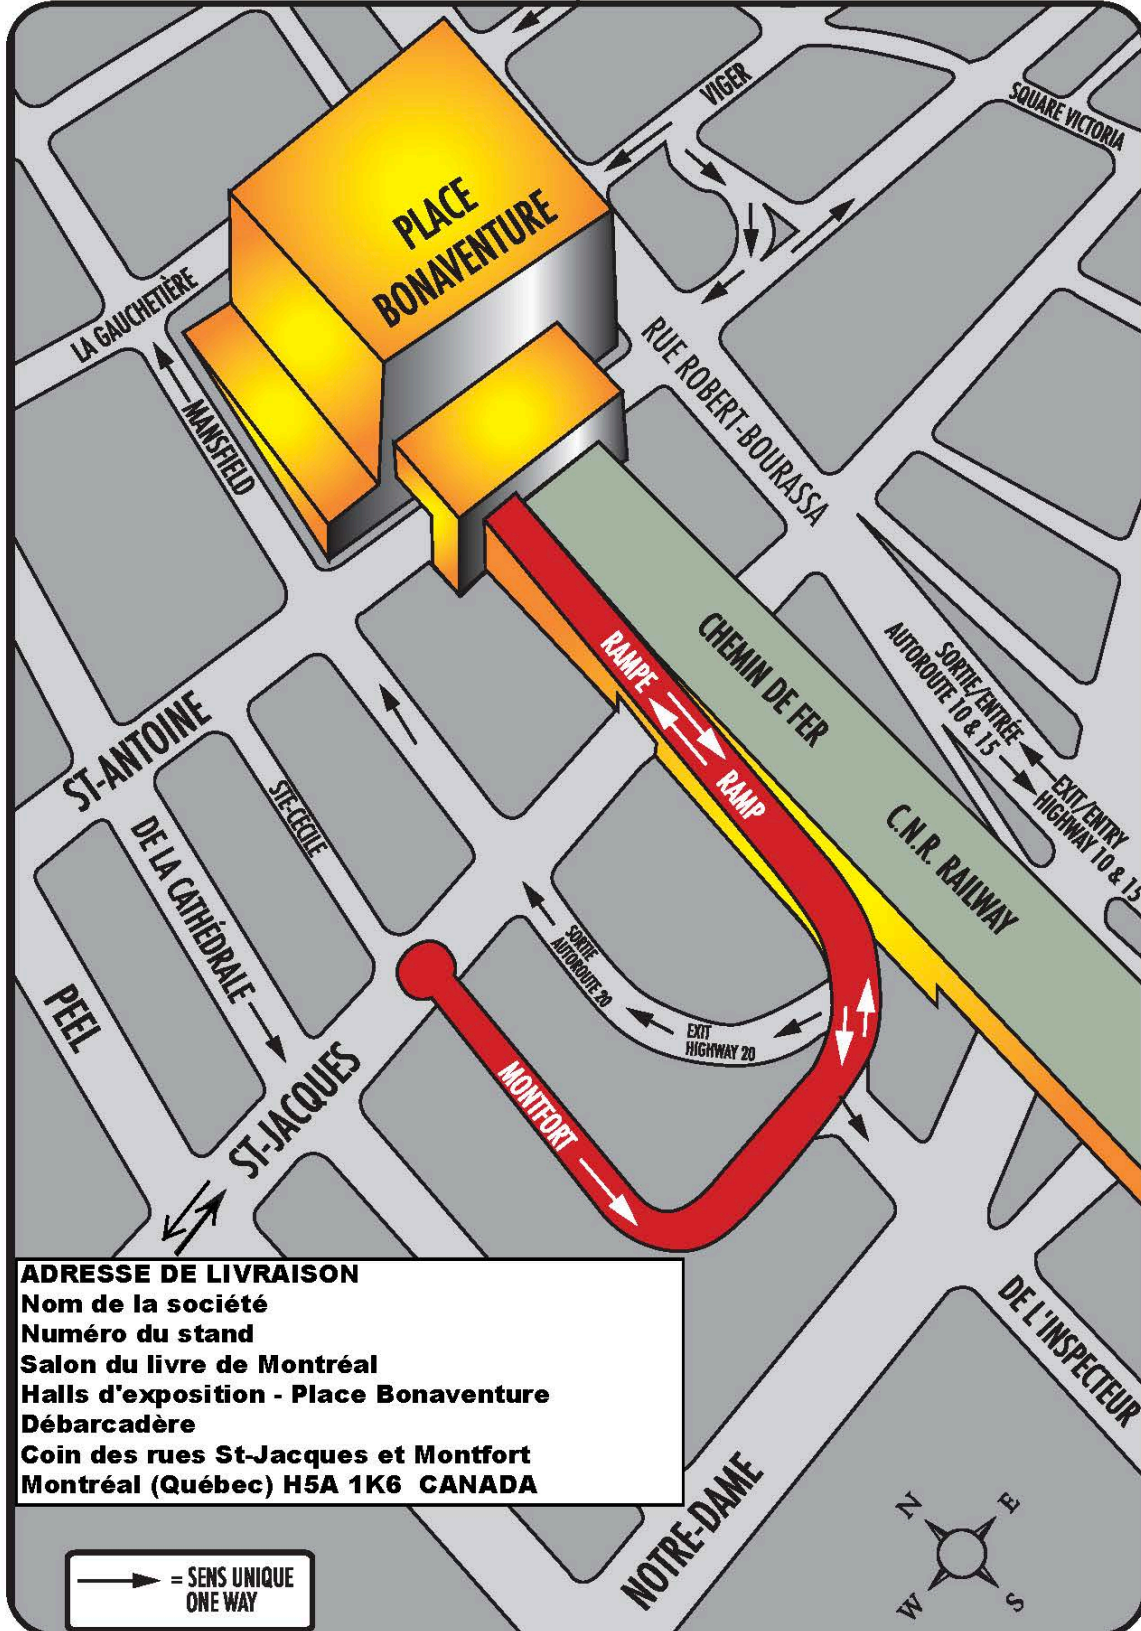 VIGER
SQUARE VICTORIA
PLACE
BONAVENTURE
LA GAUCHETIÈRE
MANSFIELD
RUE ROBERT-BOURASSA
CHEMIN DE FER
C.N.R. RAILWAY
SORTIE/ENTRÉE
AUTOROUTE 10 & 15
EXIT/ENTRY
HIGHWAY 10 & 15
RAMPE
RAMP
ST-ANTOINE
STE-CÉCILE
DE LA CATHÉDRALE
PEEL
ST-JACQUES
SORTIE
AUTOROUTE 20
EXIT
HIGHWAY 20
MONTFORT
ADRESSE DE LIVRAISON
Nom de la société
Numéro du stand
Salon du livre de Montréal
Halls d'exposition - Place Bonaventure
Débarcadère
Coin des rues St-Jacques et Montfort
Montréal (Québec) H5A 1K6 CANADA
DE L'INSPECTEUR
NOTRE-DAME
= SENS UNIQUE
ONE WAY
N
E
W
S